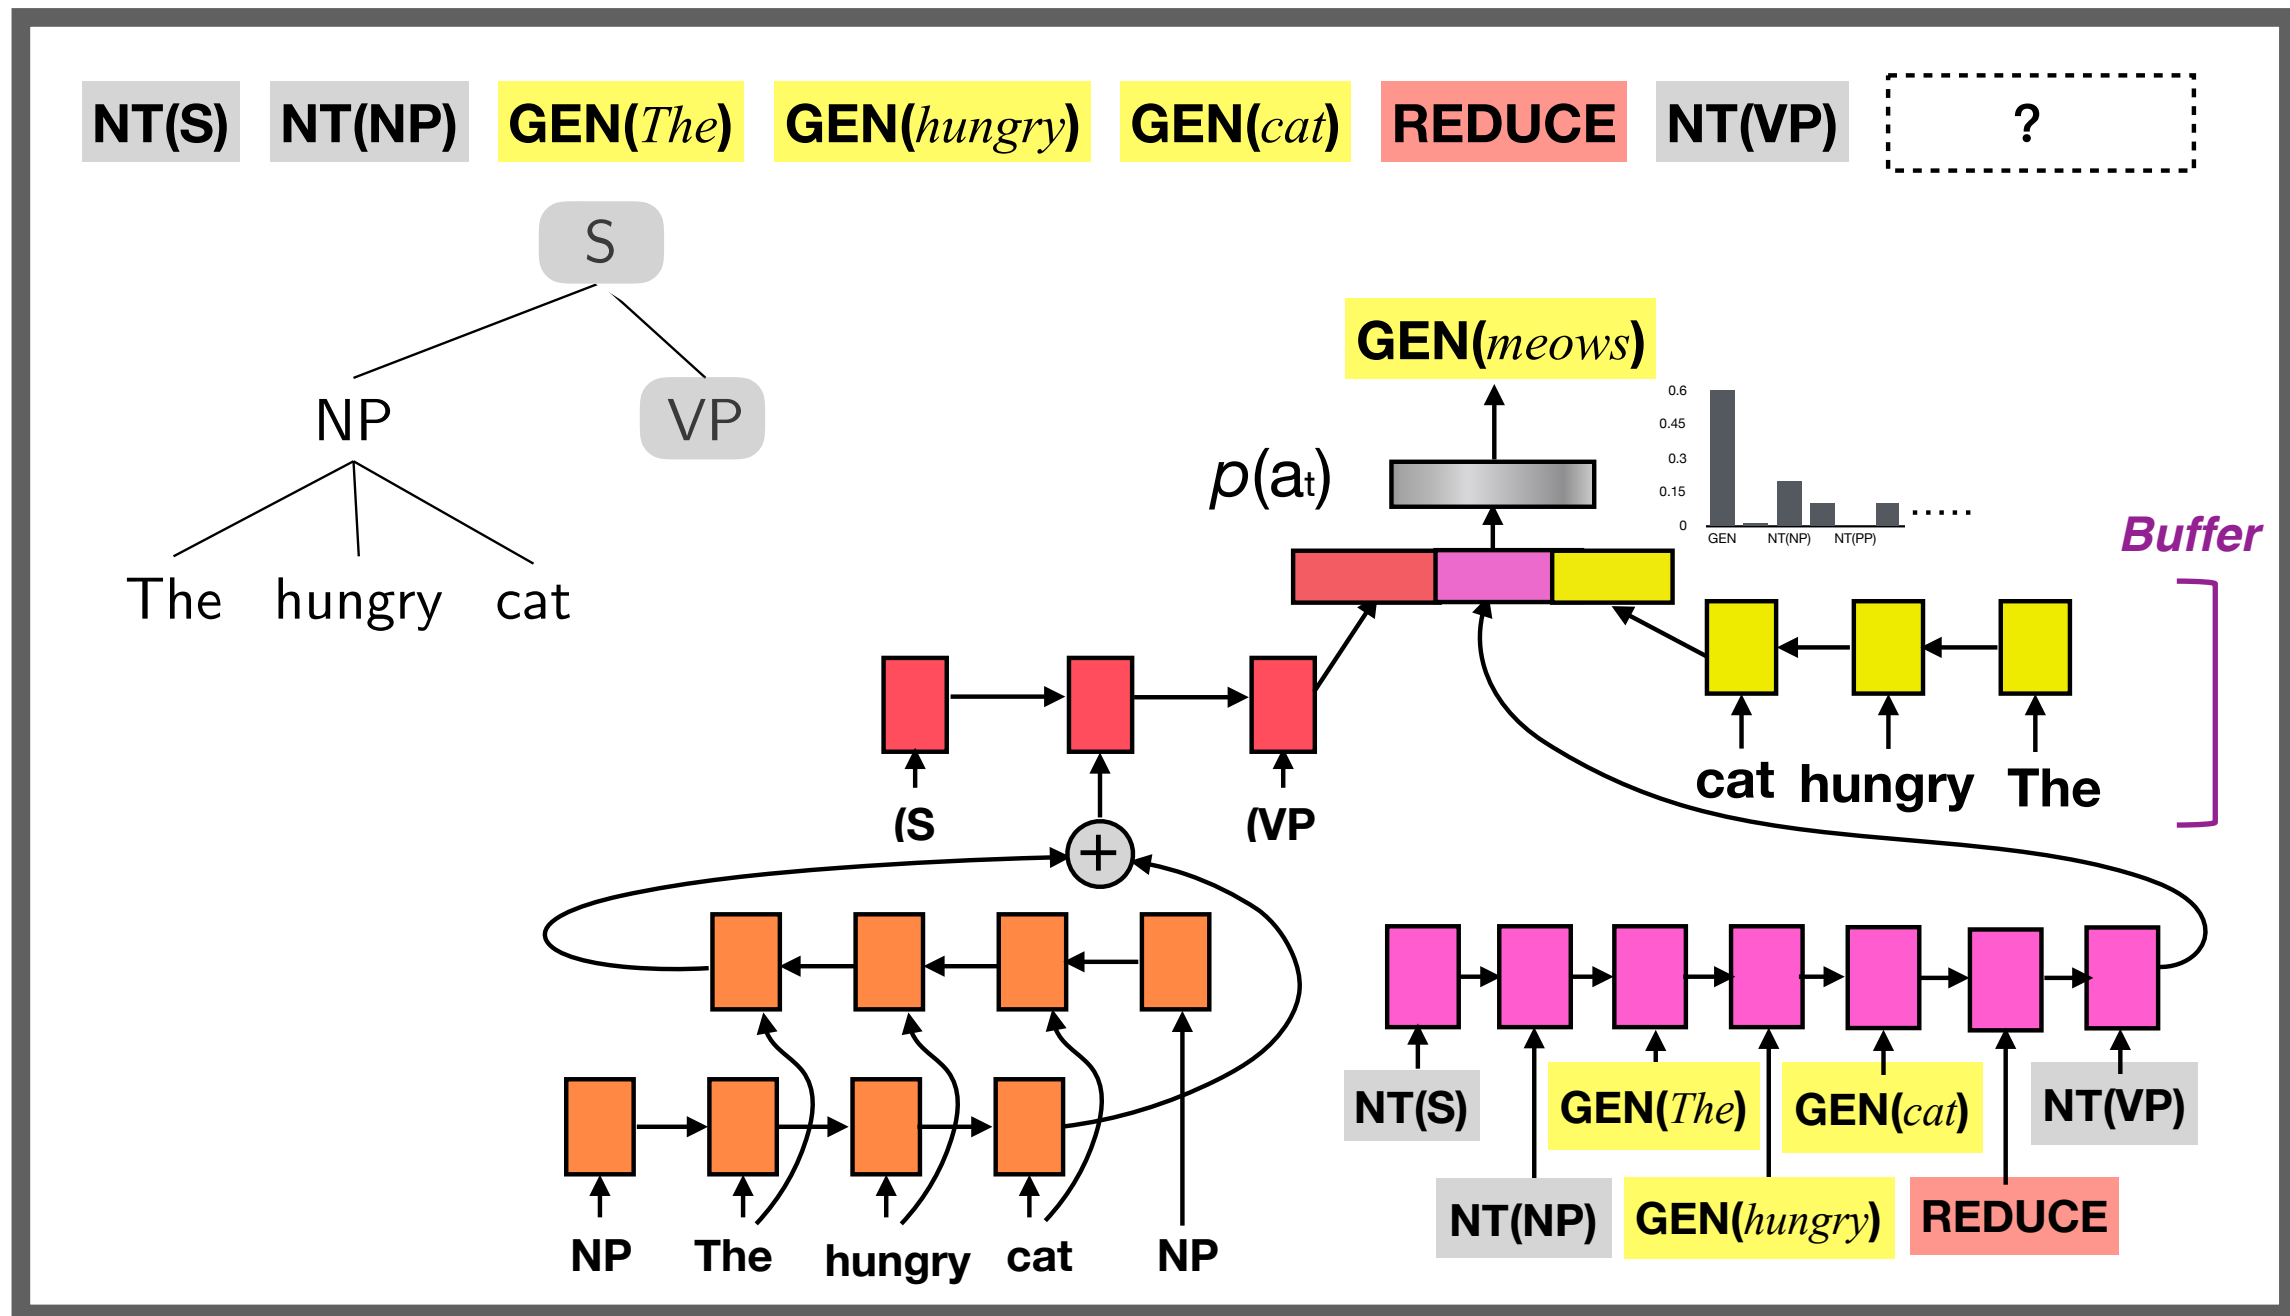 NT(S) NT(NP) GEN(The) GEN(hungry) GEN(cat) REDUCE NT(VP) ?
S
NP VP
The hungry cat
GEN(meows)
p(at)
0.6
0.45
0.3
0.15
0
GEN NT(NP) NT(PP)
Buffer
cat hungry The
(S (VP
+
NT(S) GEN(The) GEN(cat) NT(VP)
NT(NP) GEN(hungry) REDUCE
NP The hungry cat NP